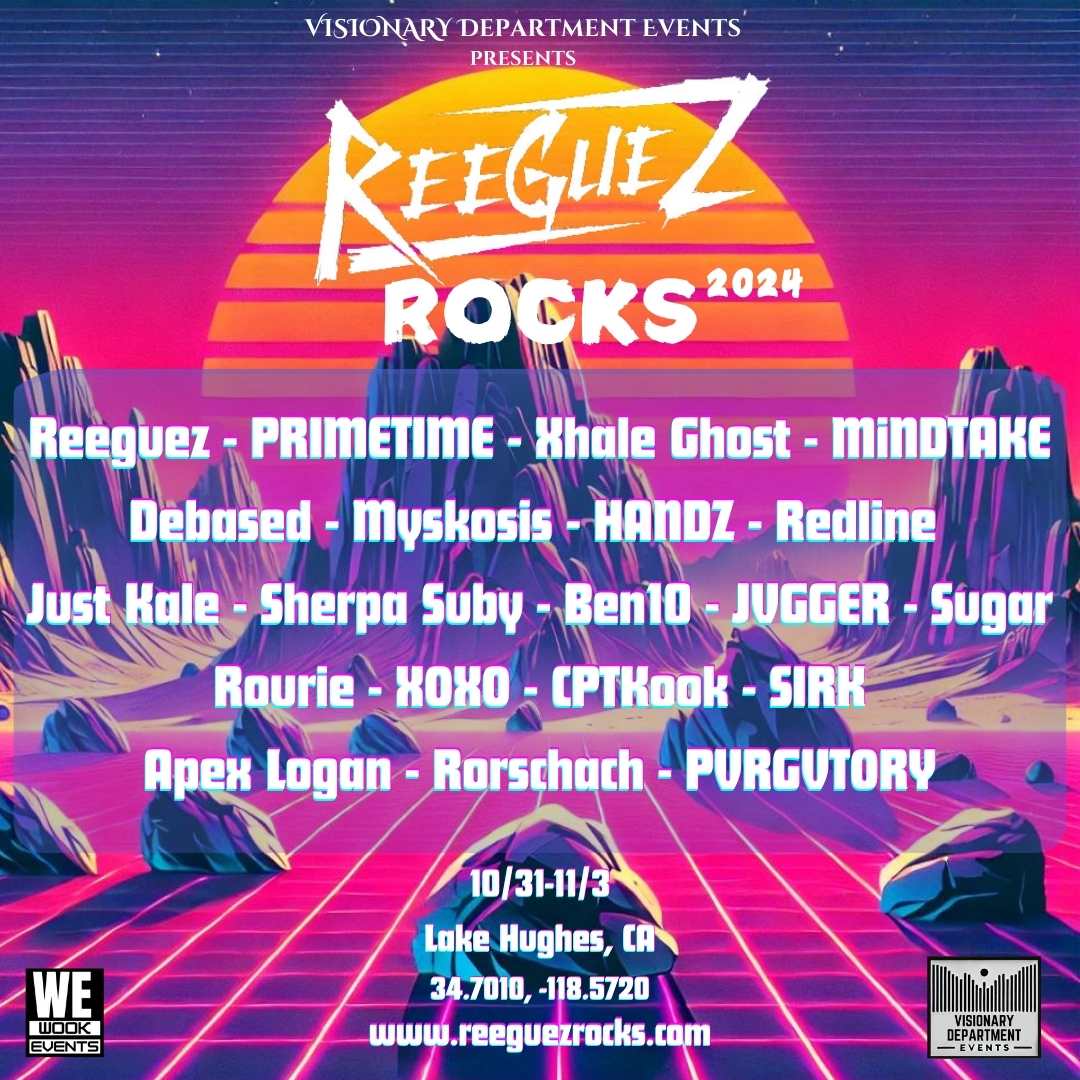 VISIONARY DEPARTMENT EVENTS
PRESENTS
REEGUEZ
ROCKS 2024
Reeguez - PRIMETIME - Xhale Ghost - MiNDTAKE
Debased - Myskosis - HANDZ - Redline
Just Kale - Sherpa Suby - Ben10 - JVGGER - Sugar
Rovrie - XOXO - CPTKook - SIRK
Apex Logan - Rorschach - PVRGVTORY
10/31-11/3
Lake Hughes, CA
34.7010, -118.5720
www.reeguezrocks.com
WE
WOOK
EVENTS
VISIONARY
DEPARTMENT
EVENTS